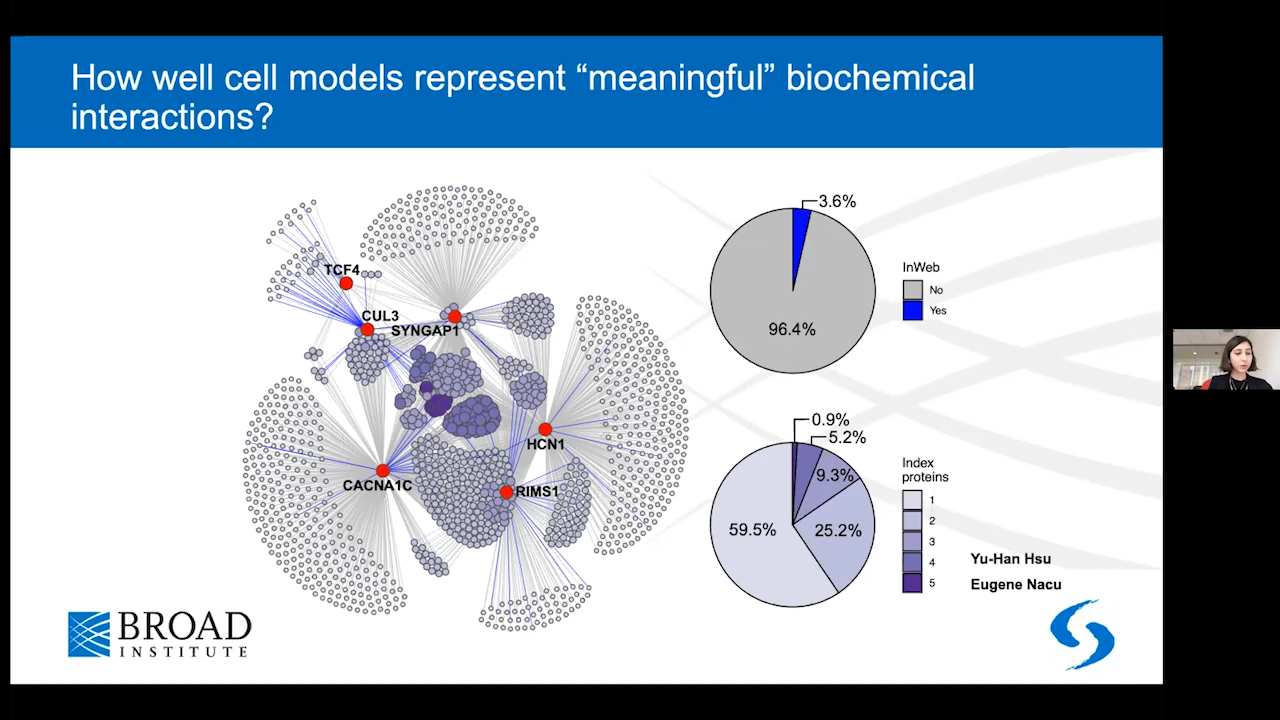 How well cell models represent “meaningful” biochemical
interactions?
TCF4
CUL3
SYNGAP1
HCN1
CACNA1C
RIMS1
3.6%
96.4%
InWeb
No
Yes
0.9%
5.2%
9.3%
25.2%
59.5%
Index
proteins
1
2
3
4
5
Yu-Han Hsu
Eugene Nacu
BROAD
INSTITUTE